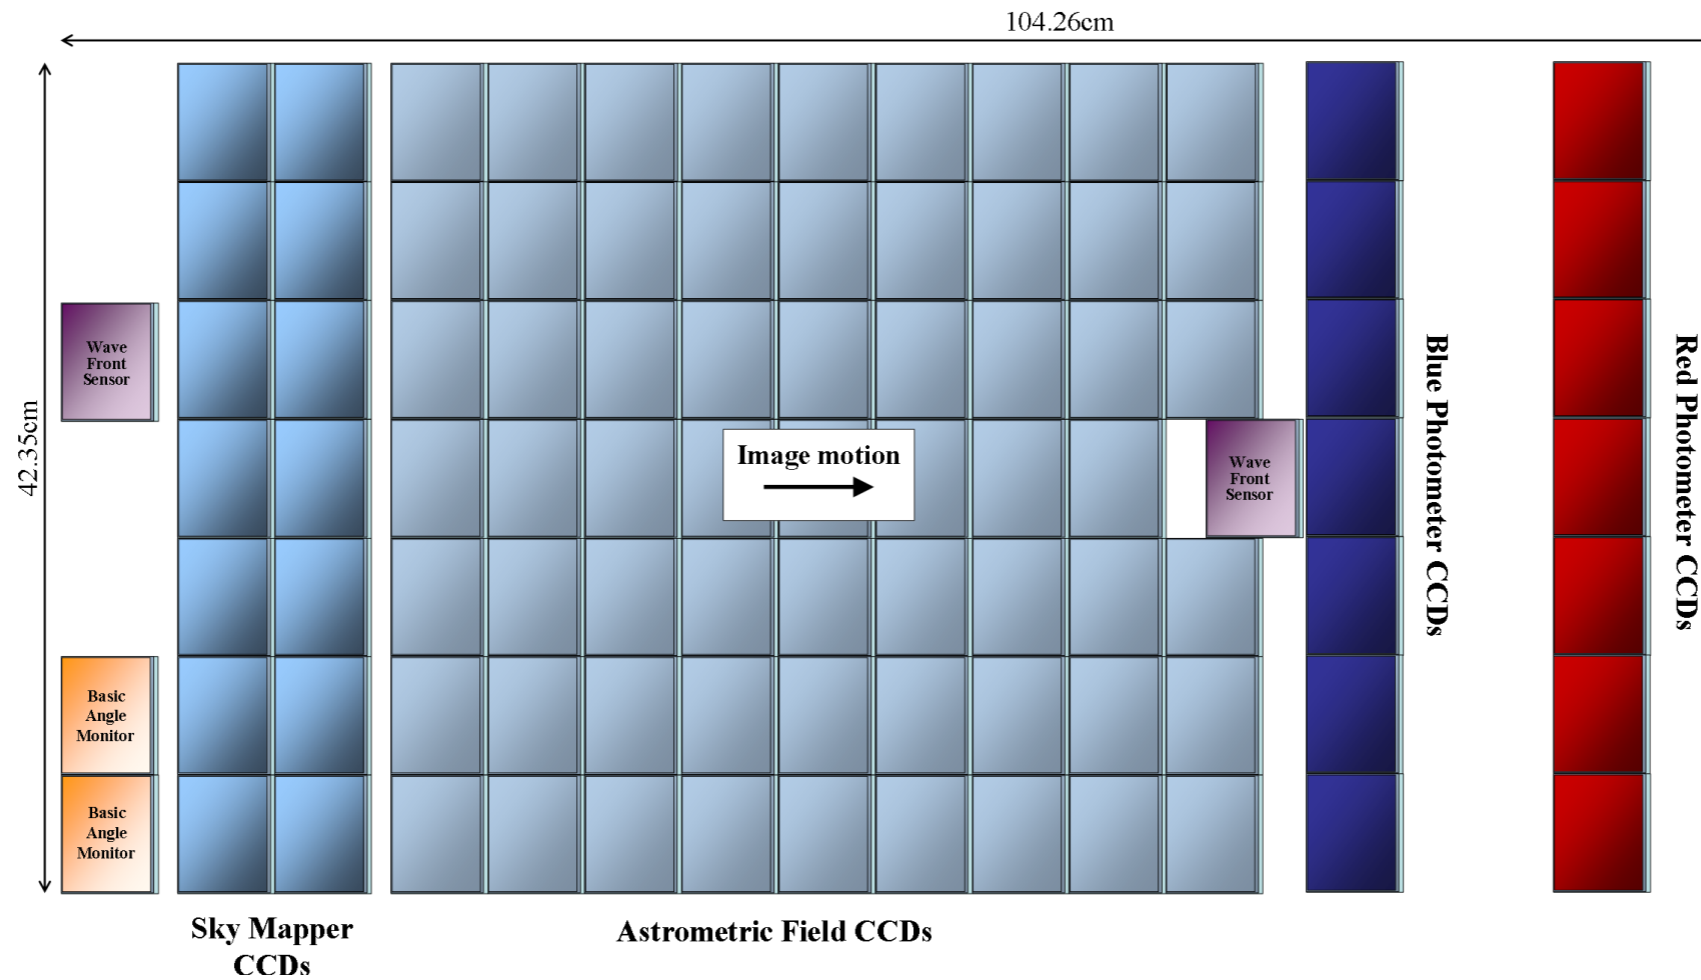 104.26cm
42.35cm
Wave
Front
Sensor
Image motion
Wave
Front
Sensor
Blue Photometer CCDs
Red Photometer CCDs
Basic
Angle
Monitor
Basic
Angle
Monitor
Sky Mapper
CCDs
Astrometric Field CCDs